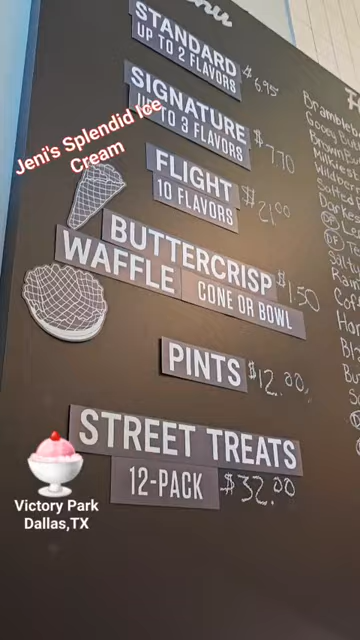 STANDARD
UP TO 2 FLAVORS $6.95
SIGNATURE
TO 3 FLAVORS $7.70
Jeni's Splendid Ice
Cream
FLIGHT
10 FLAVORS $21.00
BUTTERCRISP
WAFFLE CONE OR BOWL $1.50
PINTS $12.00
STREET TREATS
12-PACK $32.00
Victory Park
Dallas,TX